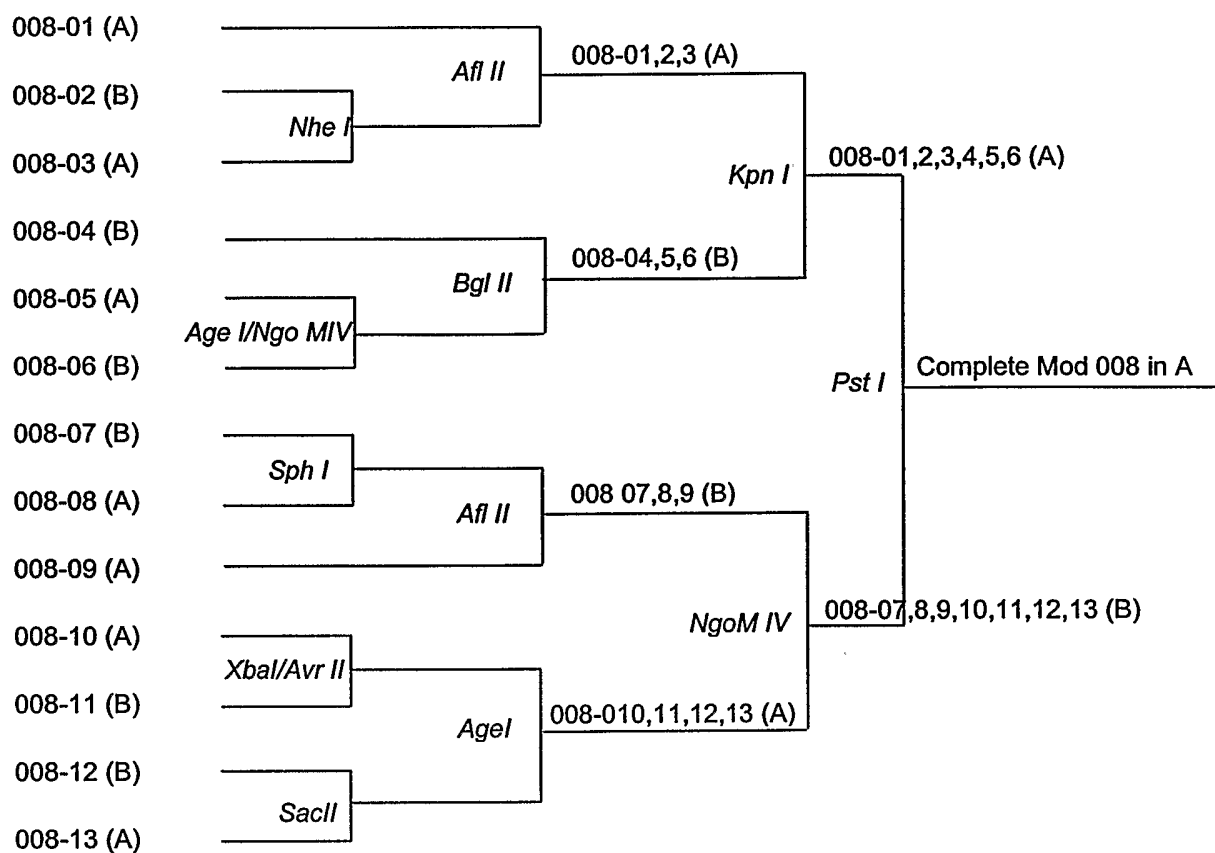 008-01 (A)
008-02 (B)
008-03 (A)
008-04 (B)
008-05 (A)
008-06 (B)
008-07 (B)
008-08 (A)
008-09 (A)
008-10 (A)
008-11 (B)
008-12 (B)
008-13 (A)
Nhe I
Age I/Ngo MIV
Sph I
XbaI/Avr II
SacII
Afl II
Bgl II
Afl II
AgeI
008-01,2,3 (A)
008-04,5,6 (B)
008 07,8,9 (B)
008-010,11,12,13 (A)
Kpn I
NgoM IV
008-01,2,3,4,5,6 (A)
008-07,8,9,10,11,12,13 (B)
Pst I
Complete Mod 008 in A